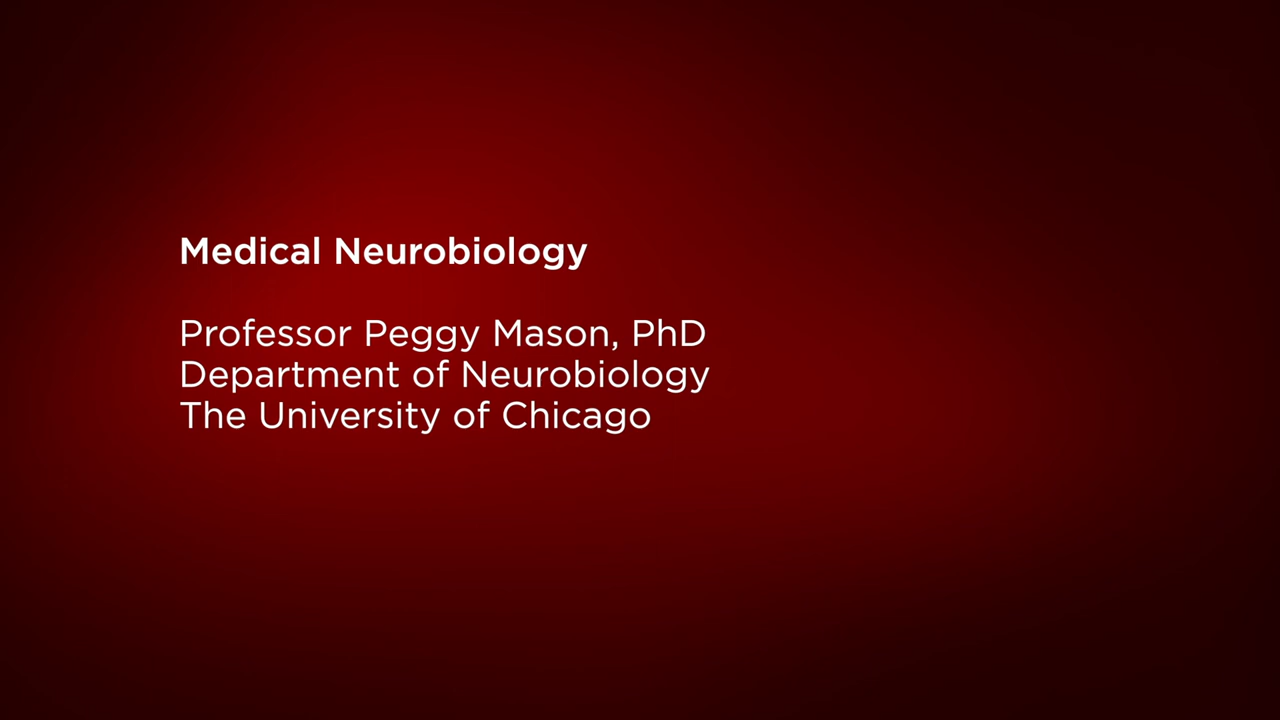 Medical Neurobiology
Professor Peggy Mason, PhD
Department of Neurobiology
The University of Chicago